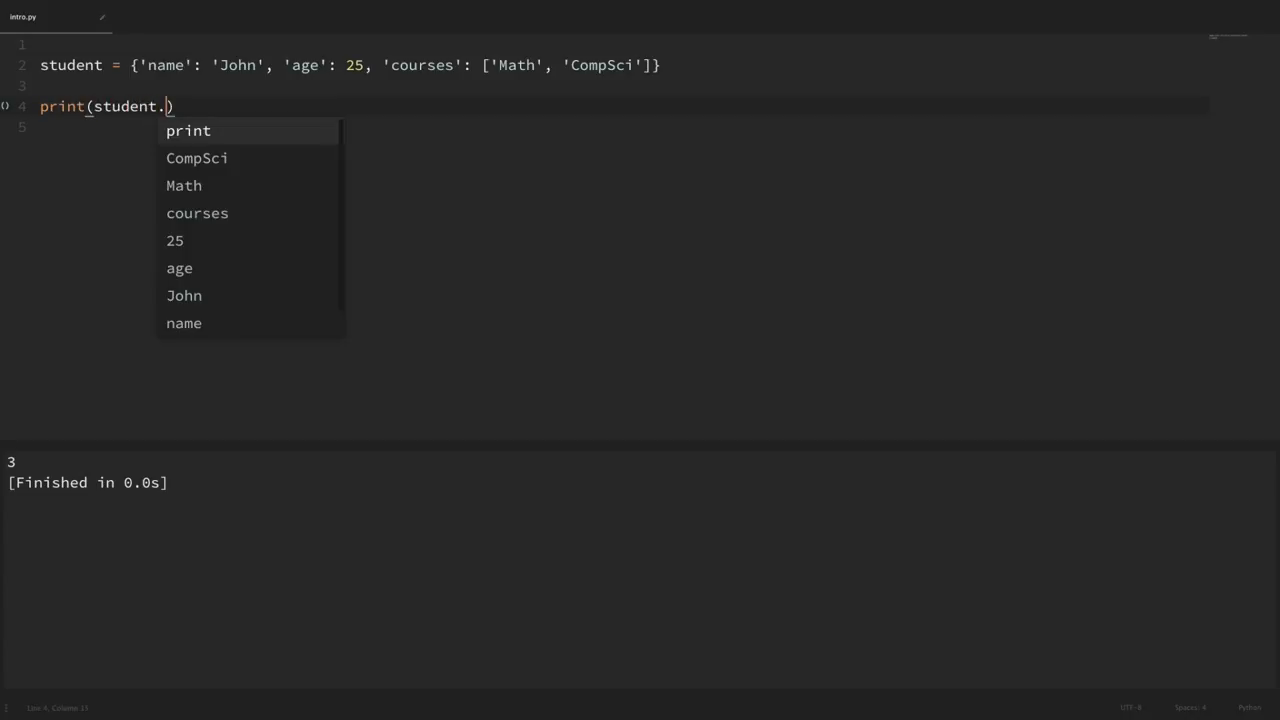 intro.py
1
2 student = {'name': 'John', 'age': 25, 'courses': ['Math', 'CompSci']}
3
4 print(student.)
5
print
CompSci
Math
courses
25
age
John
name
3
[Finished in 0.0s]
Line 4, Column 15
UTF-8 Spaces: 4 Python